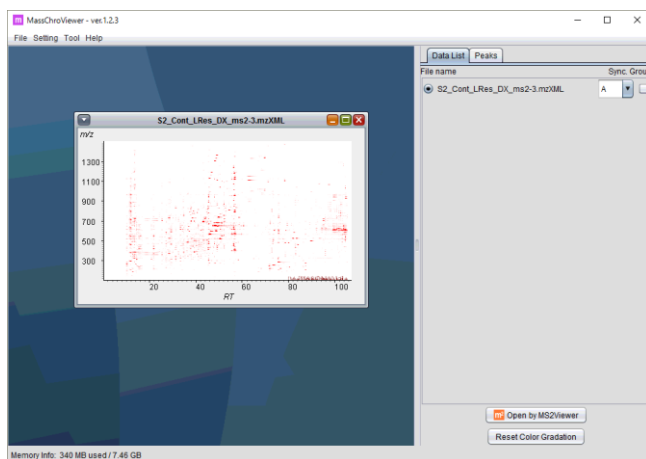 MassChroViewer - ver.1.2.3
File Setting Tool Help
Data List Peaks
File name Sync. Grou
S2_Cont_LRes_DX_ms2-3.mzXML A
S2_Cont_LRes_DX_ms2-3.mzXML
m/z
1300
1100
900
700
500
300
20 40 60 80 100
RT
m² Open by MS2Viewer
Reset Color Gradation
Memory Info: 340 MB used / 7.46 GB